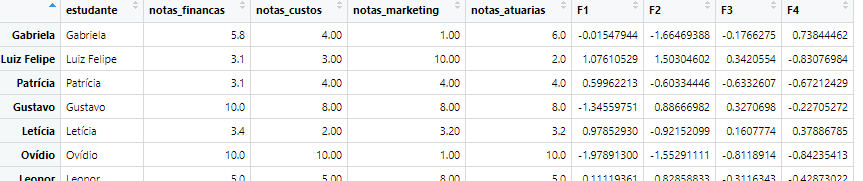 estudante notas_financas notas_custos notas_marketing notas_atuarias F1 F2 F3 F4
Gabriela Gabriela 5.8 4.00 1.00 6.0 -0.01547944 -1.66469388 -0.1766275 0.73844462
Luiz Felipe Luiz Felipe 3.1 3.00 10.00 2.0 1.07610529 1.50304602 0.3420554 -0.83076984
Patrícia Patrícia 3.1 4.00 4.00 4.0 0.59962213 -0.60334446 -0.6332607 -0.67212429
Gustavo Gustavo 10.0 8.00 8.00 8.0 -1.34559751 0.88666982 0.3270698 -0.22705272
Letícia Letícia 3.4 2.00 3.20 3.2 0.97852930 -0.92152099 0.1607774 0.37886785
Ovídio Ovídio 10.0 10.00 1.00 10.0 -1.97891300 -1.55291111 -0.8118914 -0.84235413
Leonor Leonor 5.0 5.00 8.00 5.0 0.11119361 0.82858833 -0.3116343 -0.42873022